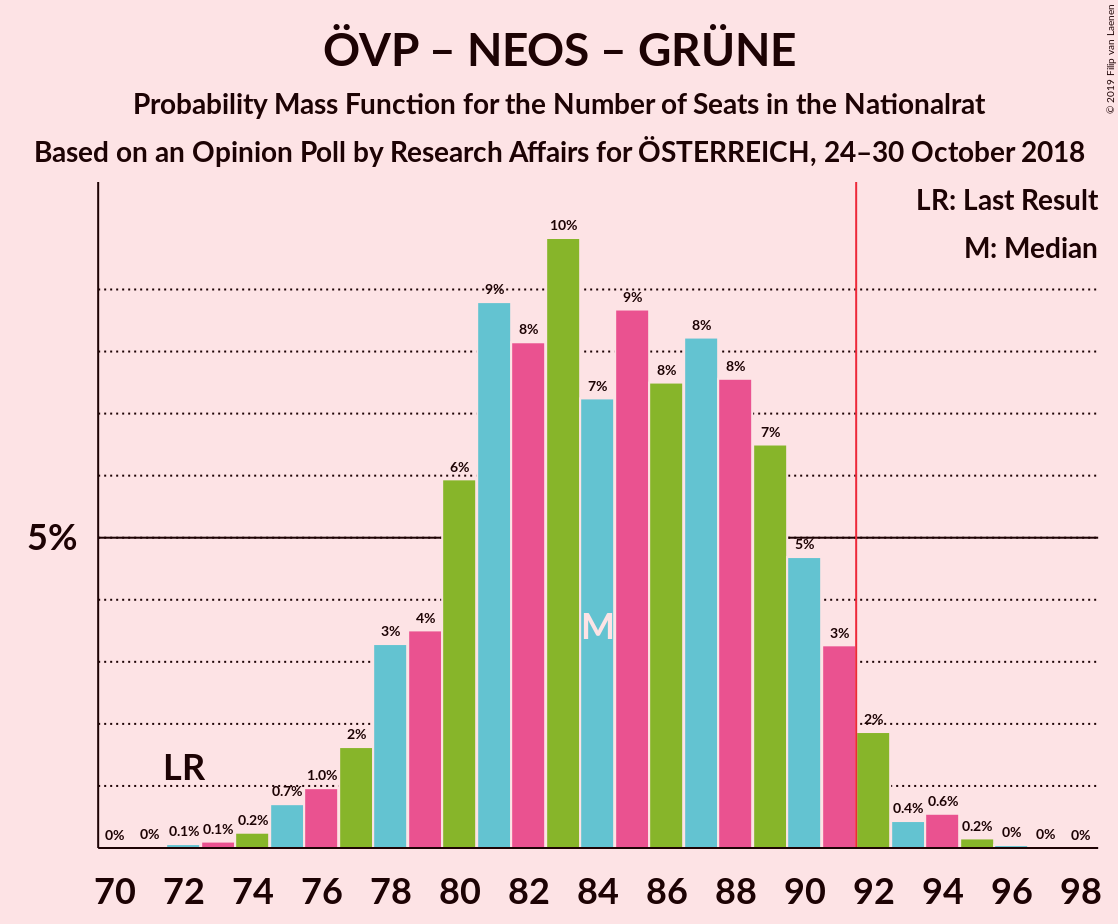 ÖVP – NEOS – GRÜNE
Probability Mass Function for the Number of Seats in the Nationalrat
Based on an Opinion Poll by Research Affairs for ÖSTERREICH, 24–30 October 2018
© 2019 Filip van Laenen
LR: Last Result
M: Median
5%
LR
M
0% 0% 0.1% 0.1% 0.2% 0.7% 1.0% 2% 3% 4% 6% 9% 8% 10% 7% 9% 8% 8% 8% 7% 5% 3% 2% 0.4% 0.6% 0.2% 0% 0% 0%
70 72 74 76 78 80 82 84 86 88 90 92 94 96 98